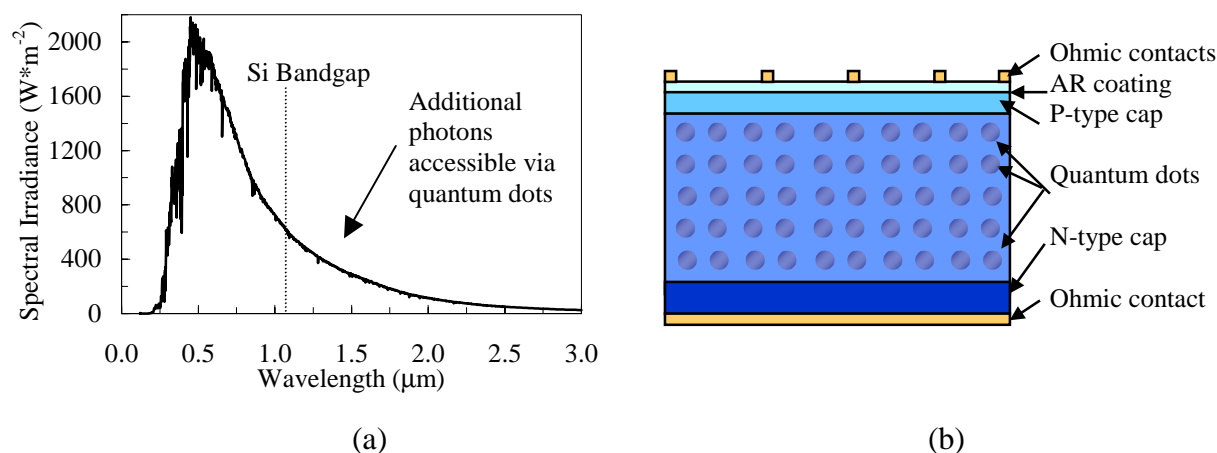 Spectral Irradiance (W*m-2)
2000
1600
1200
800
400
0
Si Bandgap
Additional
photons
accessible via
quantum dots
0.0 0.5 1.0 1.5 2.0 2.5 3.0
Wavelength (μm)
(a)
Ohmic contacts
AR coating
P-type cap
Quantum dots
N-type cap
Ohmic contact
(b)